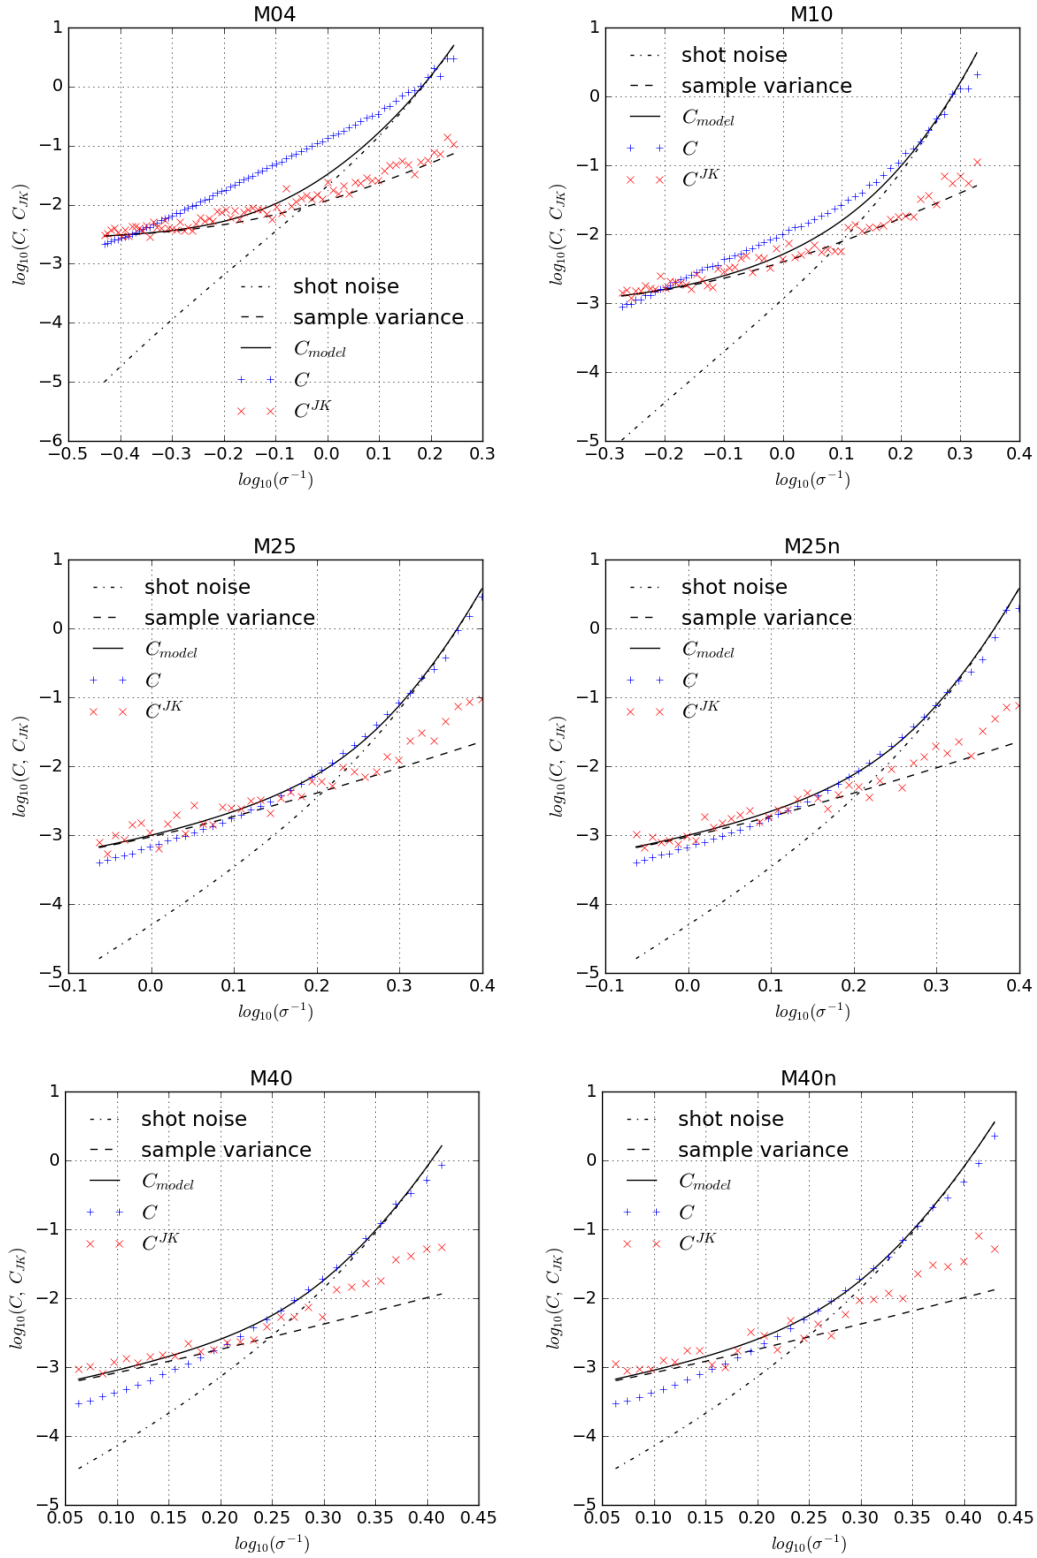 M04
1
0
−1
−2
−3
−4
−5
−6
log10(C, CJK)
shot noise
sample variance
Cmodel
C
C^JK
−0.5 −0.4 −0.3 −0.2 −0.1 0.0 0.1 0.2 0.3
log10(σ^−1)
M10
1
0
−1
−2
−3
−4
−5
log10(C, CJK)
shot noise
sample variance
Cmodel
C
C^JK
−0.3 −0.2 −0.1 0.0 0.1 0.2 0.3 0.4
log10(σ^−1)
M25
1
0
−1
−2
−3
−4
−5
log10(C, CJK)
shot noise
sample variance
Cmodel
C
C^JK
−0.1 0.0 0.1 0.2 0.3 0.4
log10(σ^−1)
M25n
1
0
−1
−2
−3
−4
−5
log10(C, CJK)
shot noise
sample variance
Cmodel
C
C^JK
−0.1 0.0 0.1 0.2 0.3 0.4
log10(σ^−1)
M40
1
0
−1
−2
−3
−4
−5
log10(C, CJK)
shot noise
sample variance
Cmodel
C
C^JK
0.05 0.10 0.15 0.20 0.25 0.30 0.35 0.40 0.45
log10(σ^−1)
M40n
1
0
−1
−2
−3
−4
−5
log10(C, CJK)
shot noise
sample variance
Cmodel
C
C^JK
0.05 0.10 0.15 0.20 0.25 0.30 0.35 0.40 0.45
log10(σ^−1)